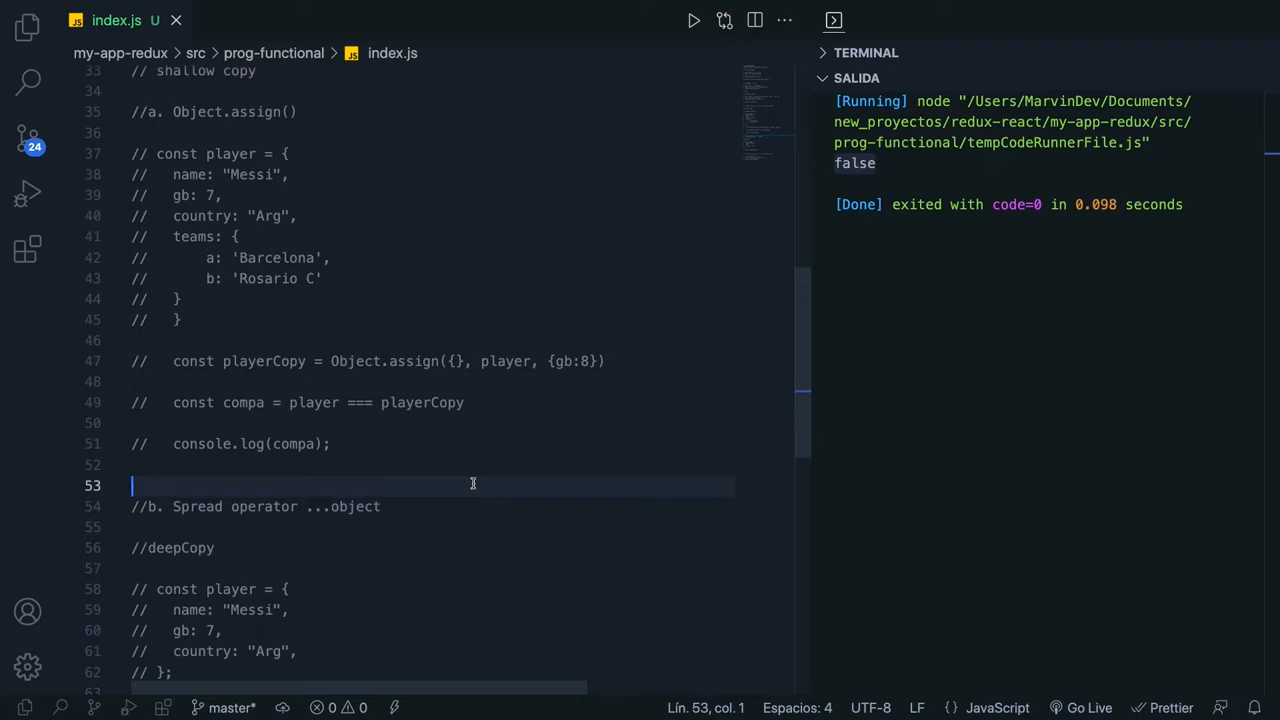 JS index.js U
my-app-redux > src > prog-functional > JS index.js
33 // shallow copy
34
35 //a. Object.assign()
36
37 // const player = {
38 //   name: "Messi",
39 //   gb: 7,
40 //   country: "Arg",
41 //   teams: {
42 //       a: 'Barcelona',
43 //       b: 'Rosario C'
44 //   }
45 //   }
46
47 //   const playerCopy = Object.assign({}, player, {gb:8})
48
49 //   const compa = player === playerCopy
50
51 //   console.log(compa);
52
53
54 //b. Spread operator ...object
55
56 //deepCopy
57
58 // const player = {
59 //   name: "Messi",
60 //   gb: 7,
61 //   country: "Arg",
62 // };
63
TERMINAL
SALIDA
[Running] node "/Users/MarvinDev/Documents/
new_proyectos/redux-react/my-app-redux/src/
prog-functional/tempCodeRunnerFile.js"
false
[Done] exited with code=0 in 0.098 seconds
24
master* 0 0 Lín. 53, col. 1 Espacios: 4 UTF-8 LF {} JavaScript Go Live Prettier